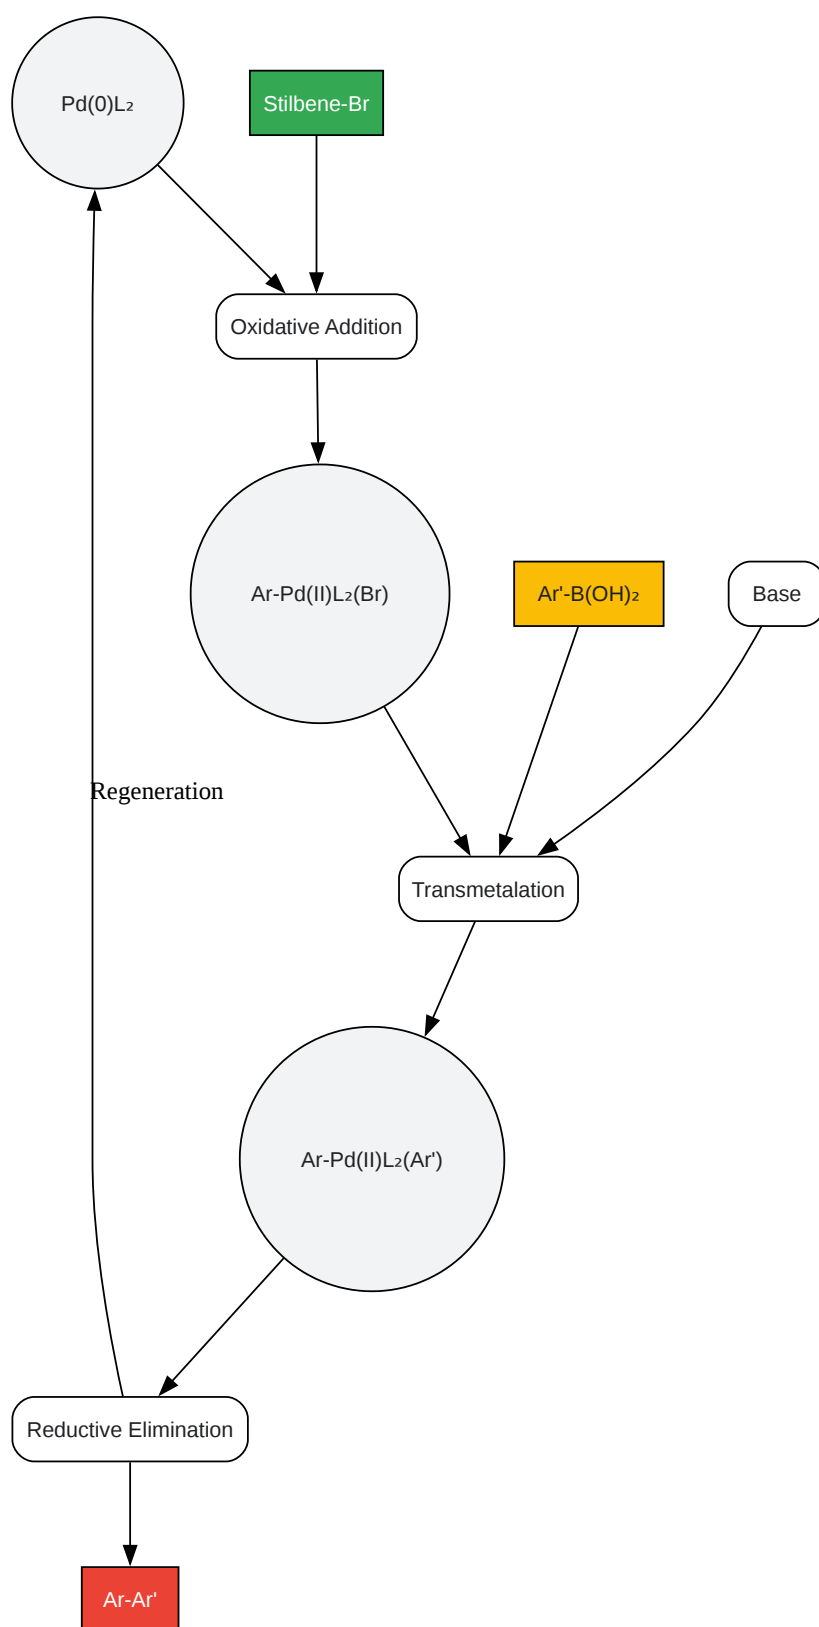 Pd(0)L₂
Stilbene-Br
Oxidative Addition
Ar-Pd(II)L₂(Br)
Ar'-B(OH)₂
Base
Regeneration
Transmetalation
Ar-Pd(II)L₂(Ar')
Reductive Elimination
Ar-Ar'